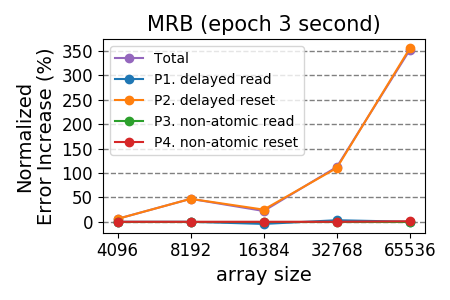 MRB (epoch 3 second)
Normalized
Error Increase (%)
350
300
250
200
150
100
50
0
Total
P1. delayed read
P2. delayed reset
P3. non-atomic read
P4. non-atomic reset
4096 8192 16384 32768 65536
array size